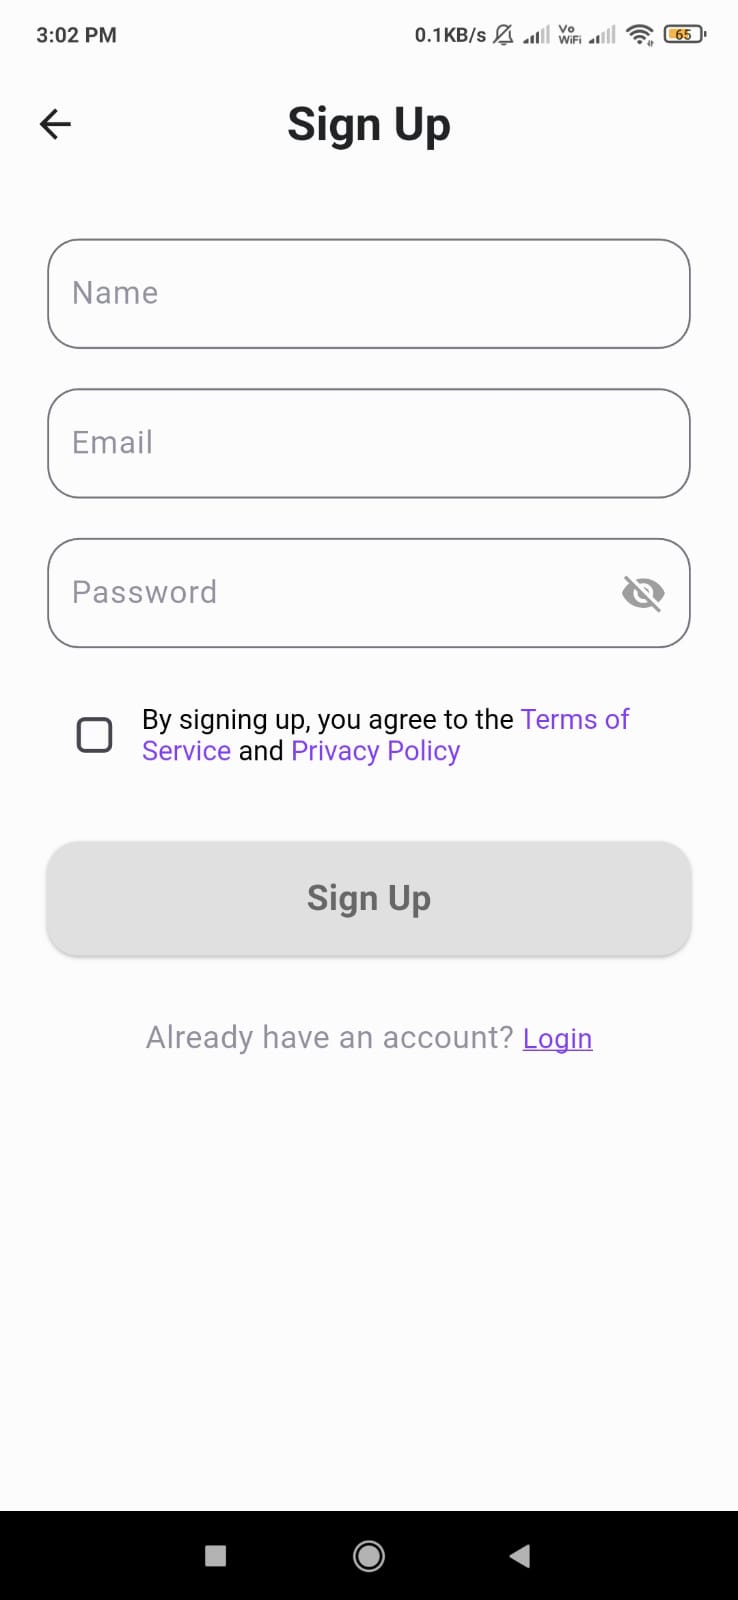 3:02 PM 0.1KB/s Vo WiFi 65
Sign Up
Name
Email
Password
By signing up, you agree to the Terms of
Service and Privacy Policy
Sign Up
Already have an account? Login